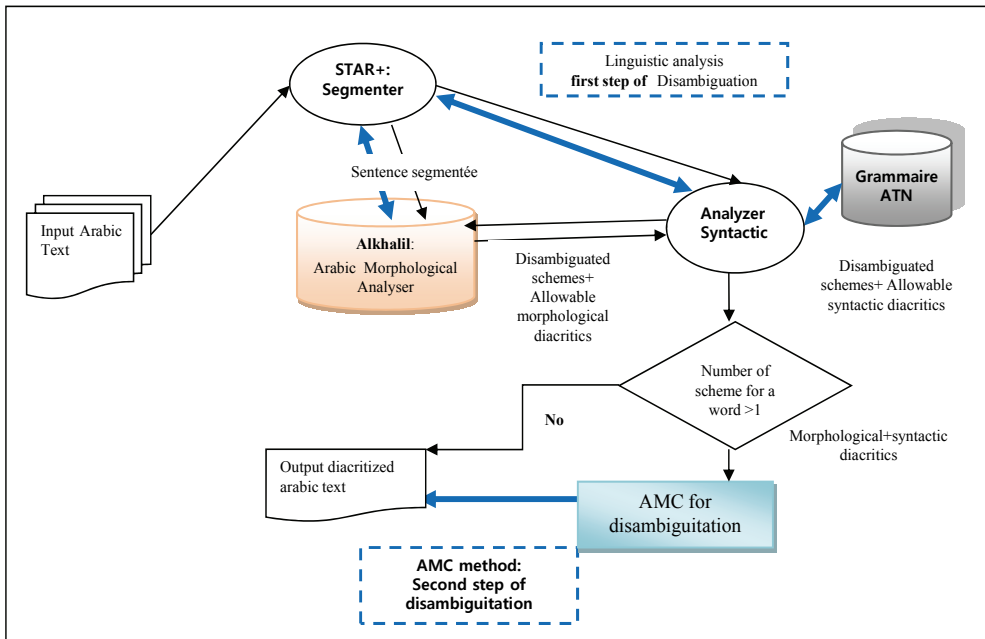 STAR+:
Segmenter
Linguistic analysis
first step of Disambiguation
Sentence segmentée
Grammaire
ATN
Input Arabic
Text
Analyzer
Syntactic
Alkhalil:
Arabic Morphological
Analyser
Disambiguated
schemes+
Allowable
morphological
diacritics
Disambiguated
schemes+ Allowable
syntactic diacritics
Number of
scheme for a
word >1
No
Morphological+syntactic
diacritics
Output diacritized
arabic text
AMC for
disambiguitation
AMC method:
Second step of
disambiguitation